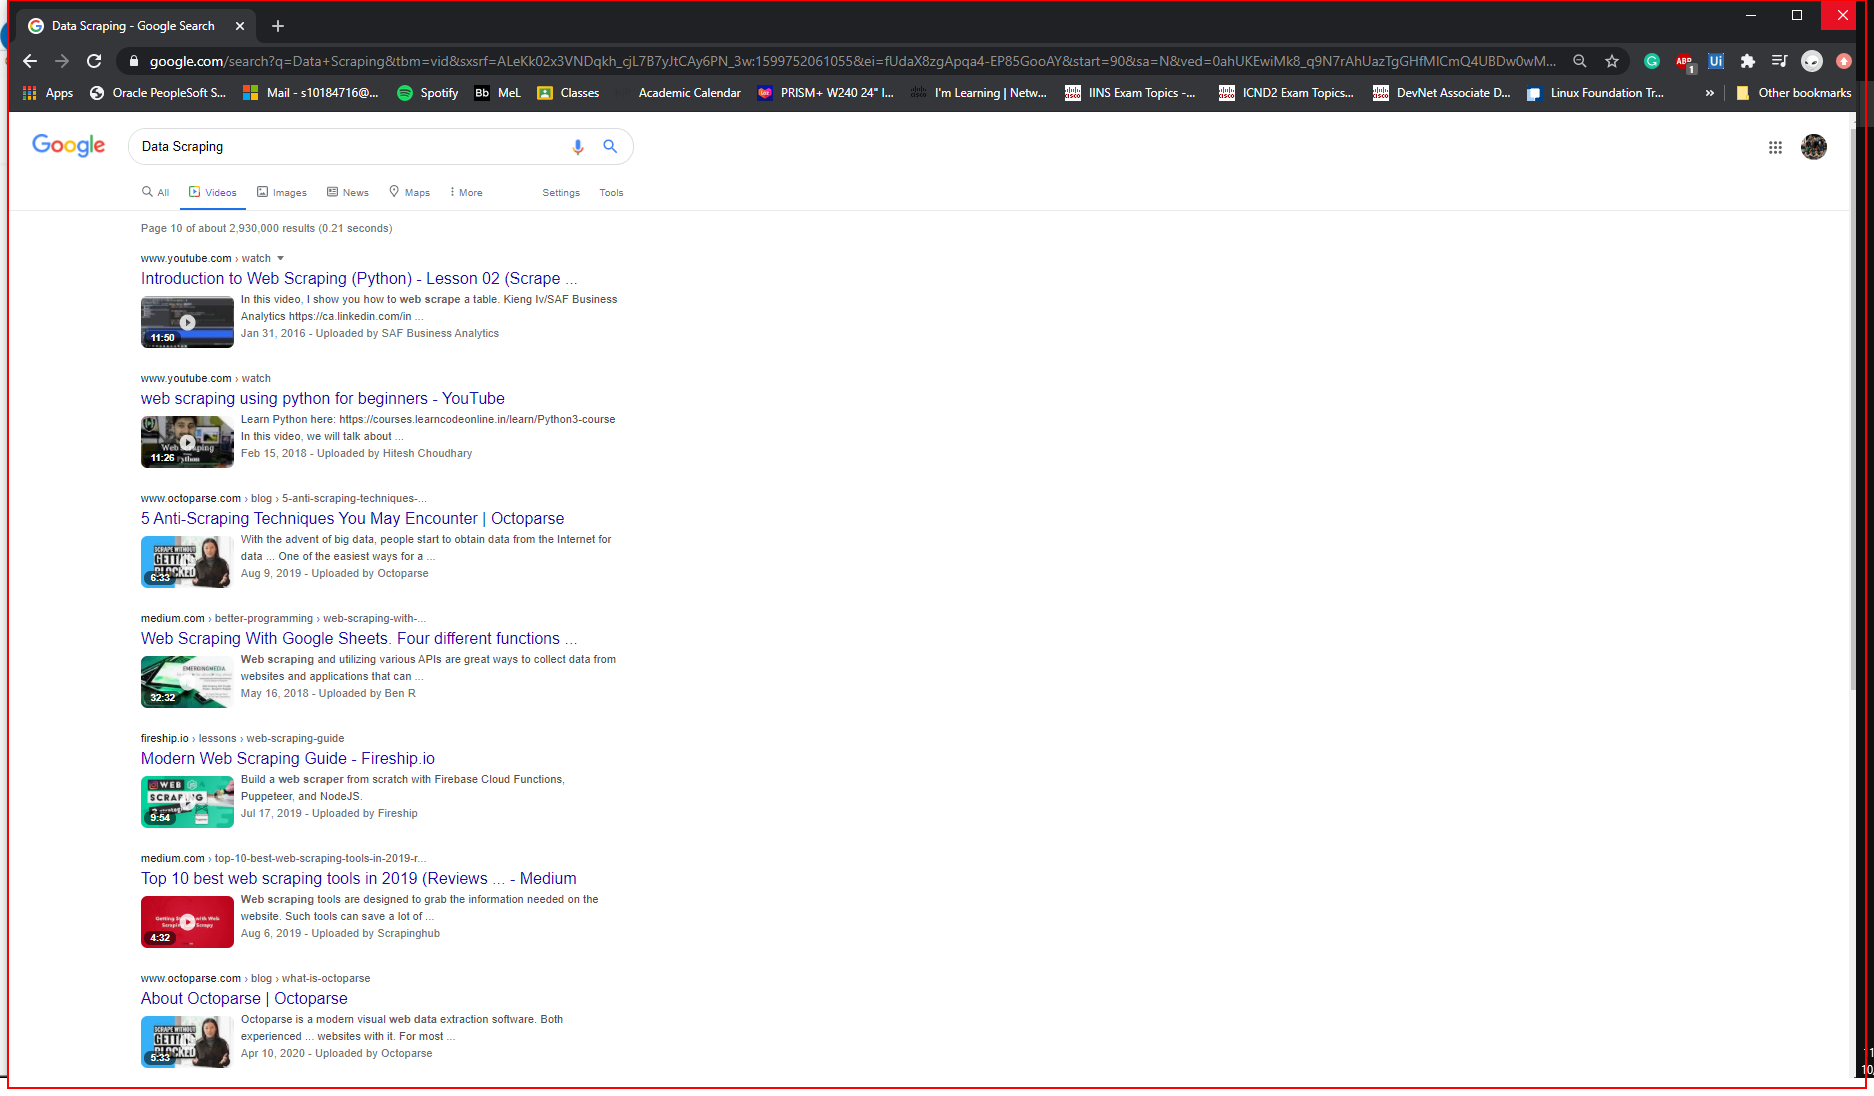 Data Scraping - Google Search
google.com/search?q=Data+Scraping&tbm=vid&sxsrf=ALeKk02x3VNDqkh_cjL7B7yJtCAy6PN_3w:1599752061055&ei=fUdaX8zgApqa4-EP85GooAY&start=90&sa=N&ved=0ahUKEwiMk8_q9N7rAhUazTgGHfMICmQ4UBDw0wM...
ABP 1 Ui
Apps Oracle PeopleSoft S... Mail - s10184716@... Spotify Bb MeL Classes Academic Calendar PRISM+ W240 24" I... I'm Learning | Netw... IINS Exam Topics -... ICND2 Exam Topics... DevNet Associate D... Linux Foundation Tr... » Other bookmarks
Google Data Scraping
All Videos Images News Maps More Settings Tools
Page 10 of about 2,930,000 results (0.21 seconds)
www.youtube.com › watch
Introduction to Web Scraping (Python) - Lesson 02 (Scrape ...
In this video, I show you how to web scrape a table. Kieng Iv/SAF Business
Analytics https://ca.linkedin.com/in ...
Jan 31, 2016 - Uploaded by SAF Business Analytics
11:50
www.youtube.com › watch
web scraping using python for beginners - YouTube
Learn Python here: https://courses.learncodeonline.in/learn/Python3-course
In this video, we will talk about ...
Feb 15, 2018 - Uploaded by Hitesh Choudhary
Web Scraping
Python
11:26
www.octoparse.com › blog › 5-anti-scraping-techniques-...
5 Anti-Scraping Techniques You May Encounter | Octoparse
With the advent of big data, people start to obtain data from the Internet for
data ... One of the easiest ways for a ...
Aug 9, 2019 - Uploaded by Octoparse
SCRAPE WITHOUT
GETTING
BLOCKED
6:33
medium.com › better-programming › web-scraping-with-...
Web Scraping With Google Sheets. Four different functions ...
Web scraping and utilizing various APIs are great ways to collect data from
websites and applications that can ...
May 16, 2018 - Uploaded by Ben R
EMERGINGMEDIA
32:32
fireship.io › lessons › web-scraping-guide
Modern Web Scraping Guide - Fireship.io
Build a web scraper from scratch with Firebase Cloud Functions,
Puppeteer, and NodeJS.
Jul 17, 2019 - Uploaded by Fireship
WEB
SCRAPING
9:54
medium.com › top-10-best-web-scraping-tools-in-2019-r...
Top 10 best web scraping tools in 2019 (Reviews ... - Medium
Web scraping tools are designed to grab the information needed on the
website. Such tools can save a lot of ...
Aug 6, 2019 - Uploaded by Scrapinghub
4:32
www.octoparse.com › blog › what-is-octoparse
About Octoparse | Octoparse
Octoparse is a modern visual web data extraction software. Both
experienced ... websites with it. For most ...
Apr 10, 2020 - Uploaded by Octoparse
SCRAPE WITHOUT
GETTING
BLOCKED
5:33